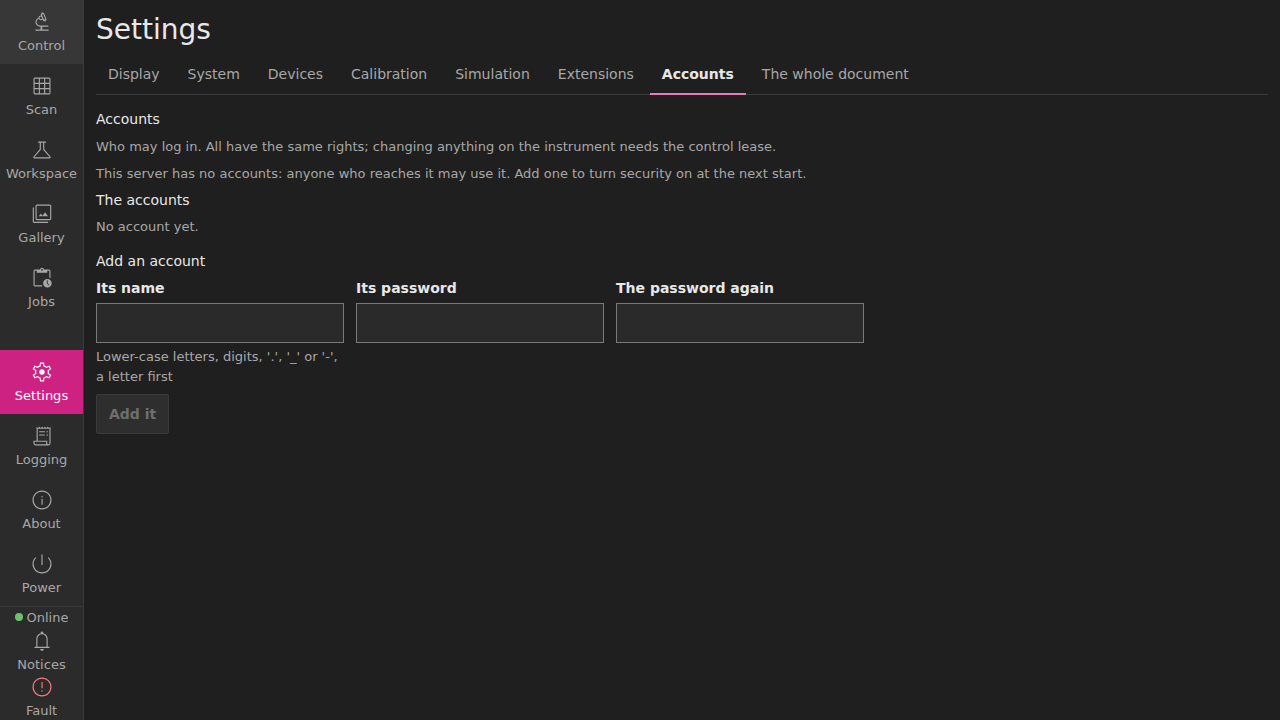 Settings
Control
Scan
Workspace
Gallery
Jobs
Settings
Logging
About
Power
Online
Notices
Fault
Display
System
Devices
Calibration
Simulation
Extensions
Accounts
The whole document
Accounts
Who may log in. All have the same rights; changing anything on the instrument needs the control lease.
This server has no accounts: anyone who reaches it may use it. Add one to turn security on at the next start.
The accounts
No account yet.
Add an account
Its name
Its password
The password again
Lower-case letters, digits, '.', '_' or '-',
a letter first
Add it